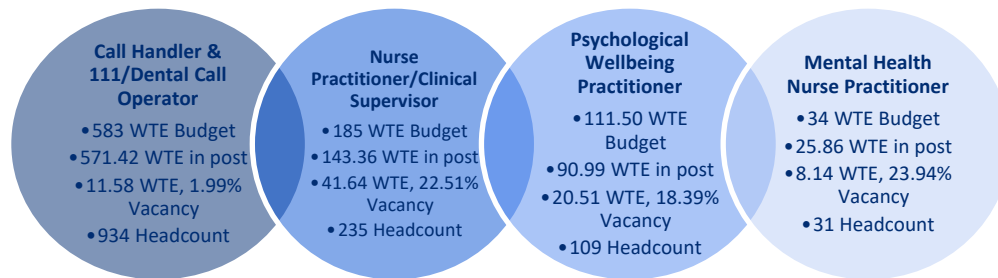 Call Handler &
111/Dental Call
Operator
•583 WTE Budget
•571.42 WTE in post
•11.58 WTE, 1.99%
Vacancy
•934 Headcount
Nurse
Practitioner/Clinical
Supervisor
•185 WTE Budget
•143.36 WTE in post
•41.64 WTE, 22.51%
Vacancy
•235 Headcount
Psychological
Wellbeing
Practitioner
•111.50 WTE
Budget
•90.99 WTE in post
•20.51 WTE, 18.39%
Vacancy
•109 Headcount
Mental Health
Nurse Practitioner
•34 WTE Budget
•25.86 WTE in post
•8.14 WTE, 23.94%
Vacancy
•31 Headcount